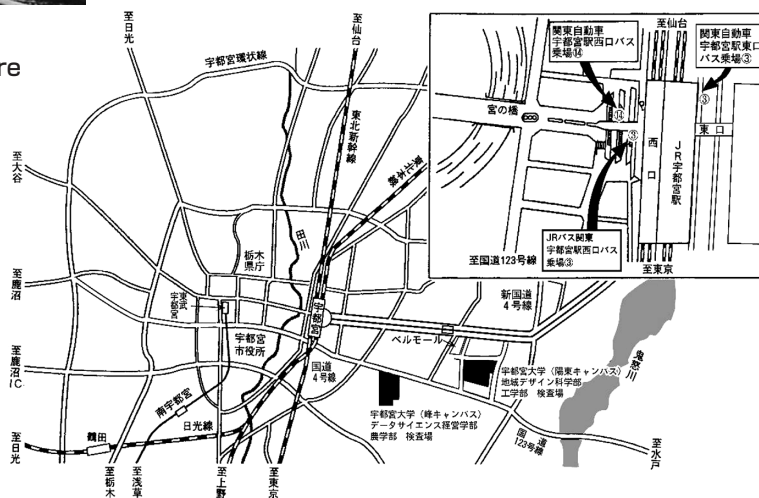 re
至日光
至仙台
宇都宮環状線
東北新幹線
東北本線
至大谷
田川
栃木
県庁
至鹿沼
東武
宇都宮
宇都宮
宇都宮
市役所
国道
4号線
新国道
4号線
ベルモール
至鹿沼
IC
南宇都宮
日光線
鶴田
至日光
至栃木
至浅草
至上野
至東京
宇都宮大学（峰キャンパス）
データサイエンス経営学部
農学部 検査場
宇都宮大学（陽東キャンパス）
地域デザイン科学部
工学部 検査場
鬼怒川
国道
123号線
至水戸
至仙台
関東自動車
宇都宮駅西口バス
乗場⑭
関東自動車
宇都宮駅東口
バス乗場③
宮の橋
⑭
③
③
西口
JR宇都宮駅
東口
JRバス関東
宇都宮駅西口バス
乗場③
至国道123号線
至東京